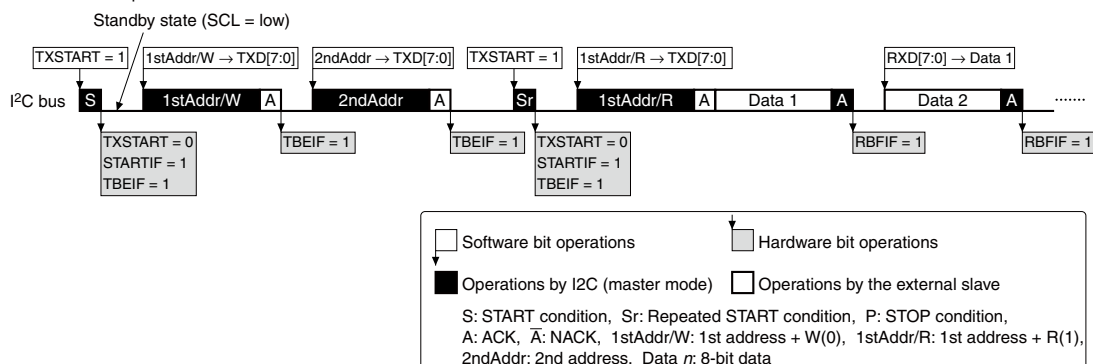 Standby state (SCL = low)
TXSTART = 1 1stAddr/W → TXD[7:0] 2ndAddr → TXD[7:0] TXSTART = 1 1stAddr/R → TXD[7:0] RXD[7:0] → Data 1
I²C bus S 1stAddr/W A 2ndAddr A Sr 1stAddr/R A Data 1 A Data 2 A .......
TXSTART = 0 TBEIF = 1 TBEIF = 1 TXSTART = 0 RBFIF = 1 RBFIF = 1
STARTIF = 1 STARTIF = 1
TBEIF = 1 TBEIF = 1
Software bit operations Hardware bit operations
Operations by I2C (master mode) Operations by the external slave
S: START condition, Sr: Repeated START condition, P: STOP condition,
A: ACK, A̅: NACK, 1stAddr/W: 1st address + W(0), 1stAddr/R: 1st address + R(1),
2ndAddr: 2nd address, Data n: 8-bit data